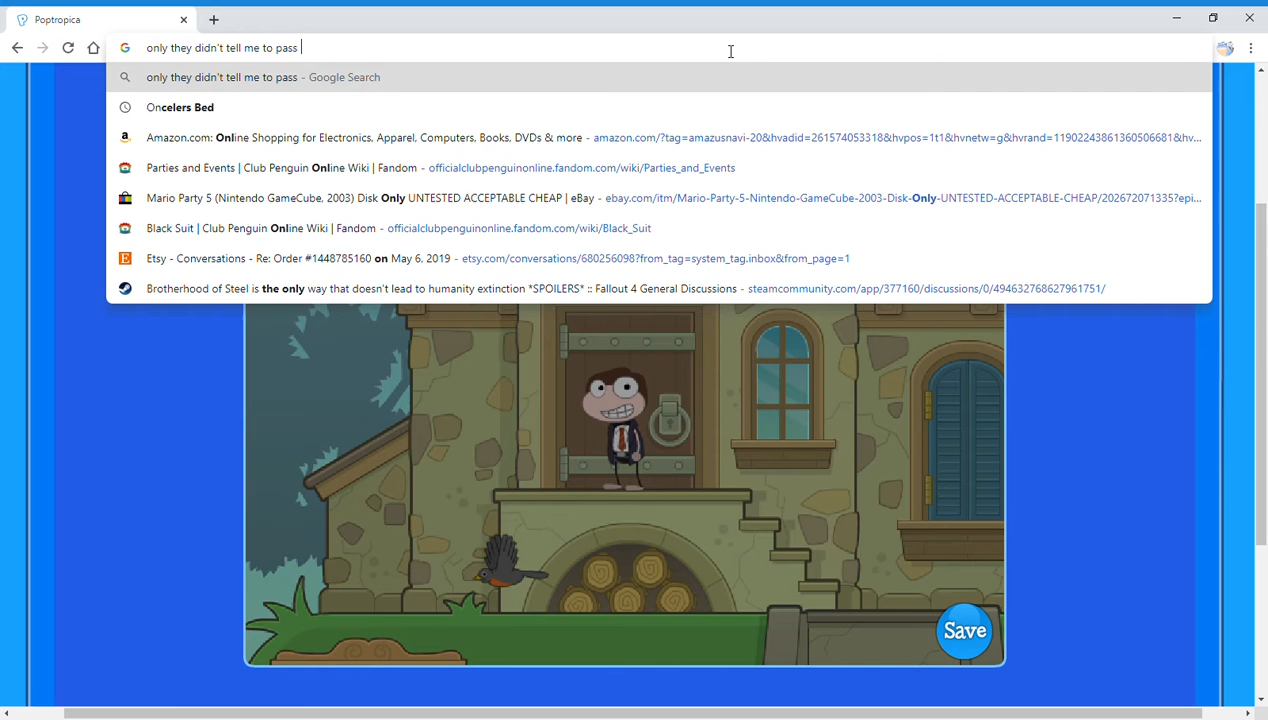 Poptropica
only they didn't tell me to pass
only they didn't tell me to pass - Google Search
Oncelers Bed
Amazon.com: Online Shopping for Electronics, Apparel, Computers, Books, DVDs & more - amazon.com/?tag=amazusnavi-20&hvadid=261574053318&hvpos=1t1&hvnetw=g&hvrand=11902243861360506681&hv...
Parties and Events | Club Penguin Online Wiki | Fandom - officialclubpenguinonline.fandom.com/wiki/Parties_and_Events
Mario Party 5 (Nintendo GameCube, 2003) Disk Only UNTESTED ACCEPTABLE CHEAP | eBay - ebay.com/itm/Mario-Party-5-Nintendo-GameCube-2003-Disk-Only-UNTESTED-ACCEPTABLE-CHEAP/202672071335?epi...
Black Suit | Club Penguin Online Wiki | Fandom - officialclubpenguinonline.fandom.com/wiki/Black_Suit
Etsy - Conversations - Re: Order #1448785160 on May 6, 2019 - etsy.com/conversations/680256098?from_tag=system_tag.inbox&from_page=1
Brotherhood of Steel is the only way that doesn't lead to humanity extinction *SPOILERS* :: Fallout 4 General Discussions - steamcommunity.com/app/377160/discussions/0/494632768627961751/
Save